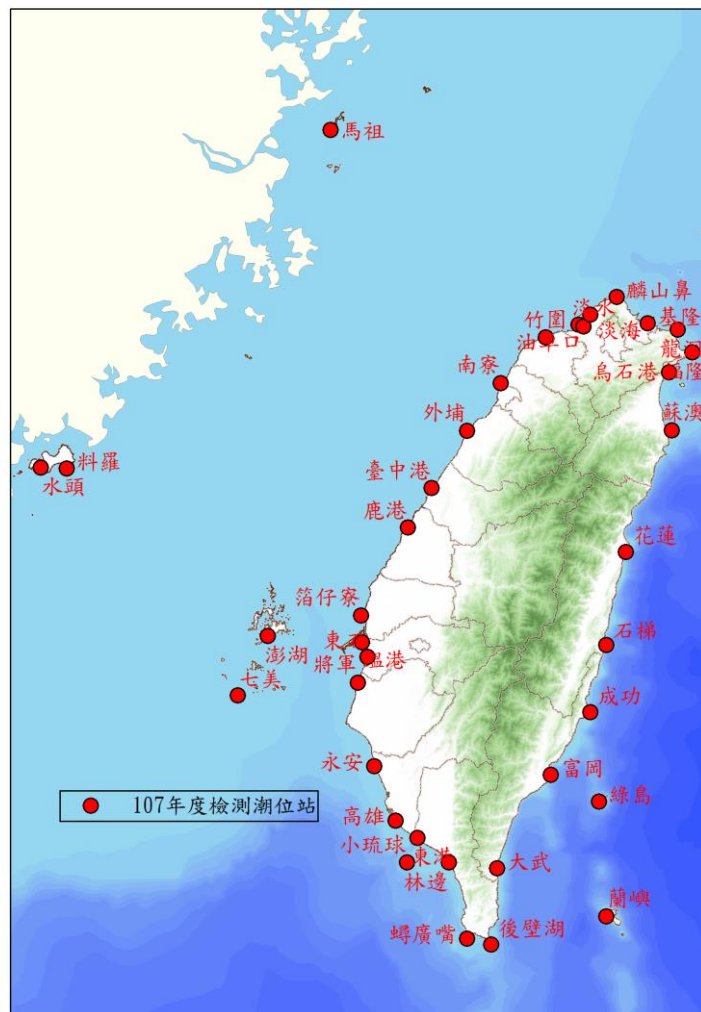 馬祖
麟山鼻
淡水
竹圍
基隆
淡海
油車口
烏石港
福隆
南寮
蘇澳
外埔
料羅
水頭
臺中港
鹿港
花蓮
箔仔寮
石梯
澎湖
將軍
塭港
七美
成功
永安
富岡
綠島
107年度檢測潮位站
高雄
小琉球
東港
林邊
大武
蘭嶼
蟳廣嘴
後壁湖